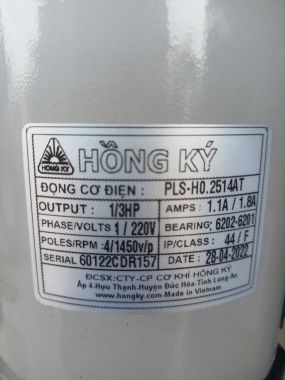 HỒNG KÝ HỒNG KÝ
ĐỘNG CƠ ĐIỆN : PLS-H0.2514AT
OUTPUT : 1/3HP AMPS : 1.1A / 1.8A
PHASE/VOLTS 1 / 220V BEARING: 6202-6201
POLES/RPM -4/1450v/p IP/CLASS: 44 / F
SERIAL 60122CDR157 DATE : 28-04-2022
ĐCSX:CTY-CP CƠ KHÍ HỒNG KÝ
Ấp 4-Hựu Thạnh-Huyện Đức Hòa-Tỉnh Long An
www.hongky.com-Made in Vietnam